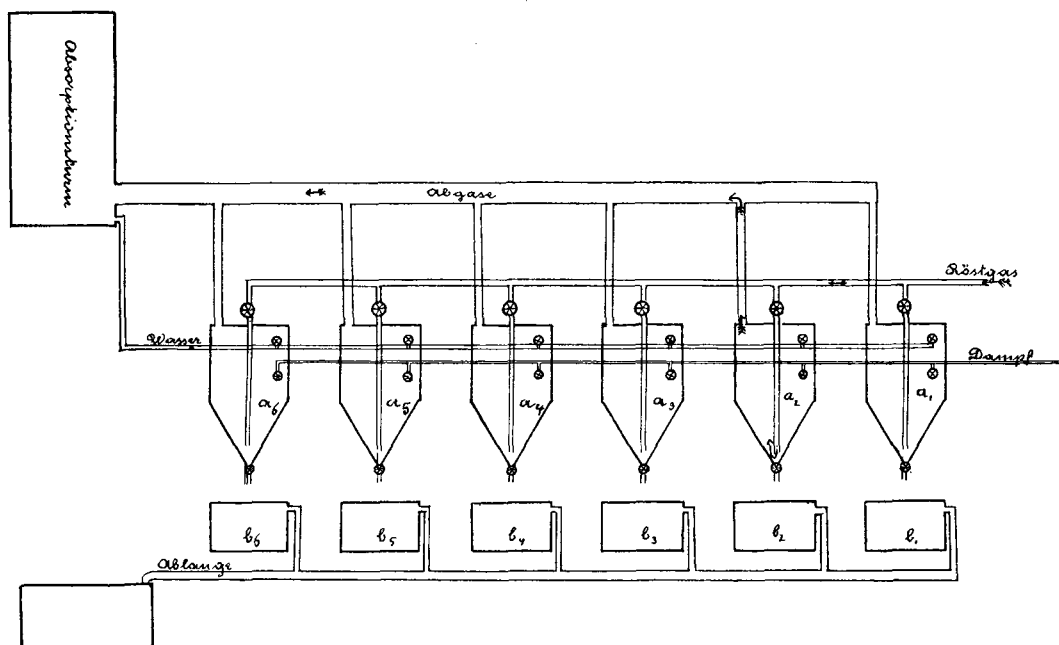 Absorptionsturm
Abgase
Röstgas
Wasser
Dampf
a6 a5 a4 a3 a2 a1
b6 b5 b4 b3 b2 b1
Ablauge